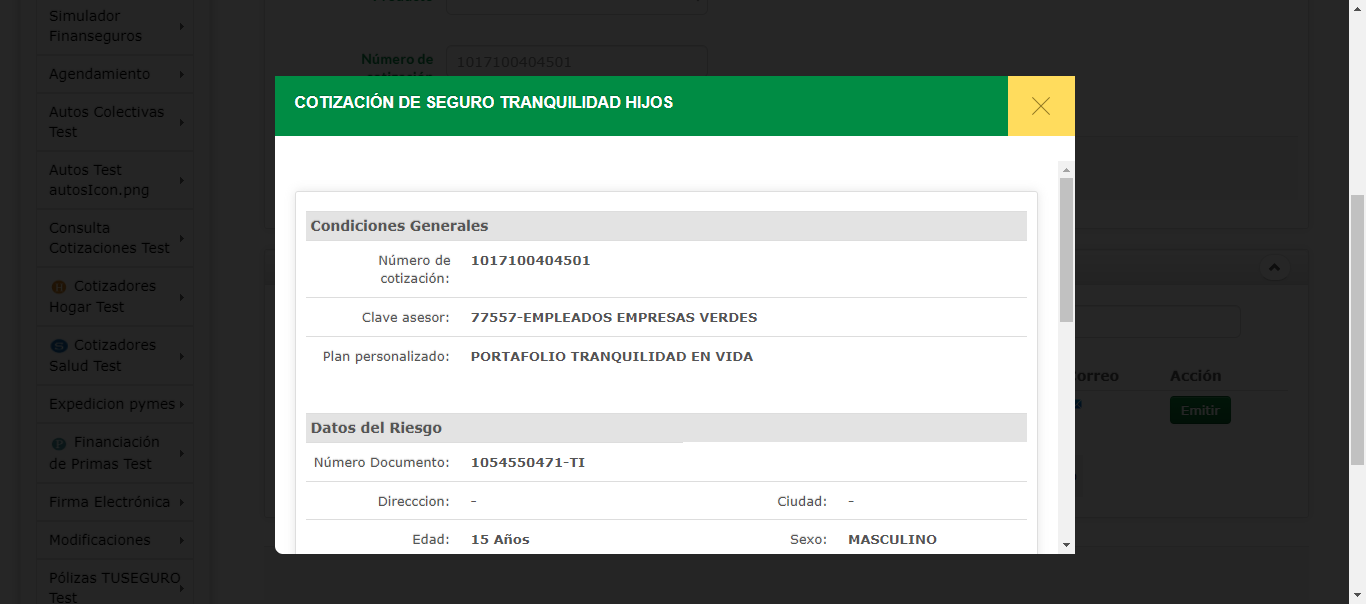 Simulador
Finanseguros
Agendamiento
Autos Colectivas
Test
Autos Test
autosIcon.png
Consulta
Cotizaciones Test
Cotizadores
Hogar Test
Cotizadores
Salud Test
Expedicion pymes
Financiación
de Primas Test
Firma Electrónica
Modificaciones
Pólizas TUSEGURO
Test
Número de
cotización
1017100404501
COTIZACIÓN DE SEGURO TRANQUILIDAD HIJOS
Condiciones Generales
Número de
cotización: 1017100404501
Clave asesor: 77557-EMPLEADOS EMPRESAS VERDES
Plan personalizado: PORTAFOLIO TRANQUILIDAD EN VIDA
Datos del Riesgo
Número Documento: 1054550471-TI
Direcccion: - Ciudad: -
Edad: 15 Años Sexo: MASCULINO
orreo Acción
Emitir